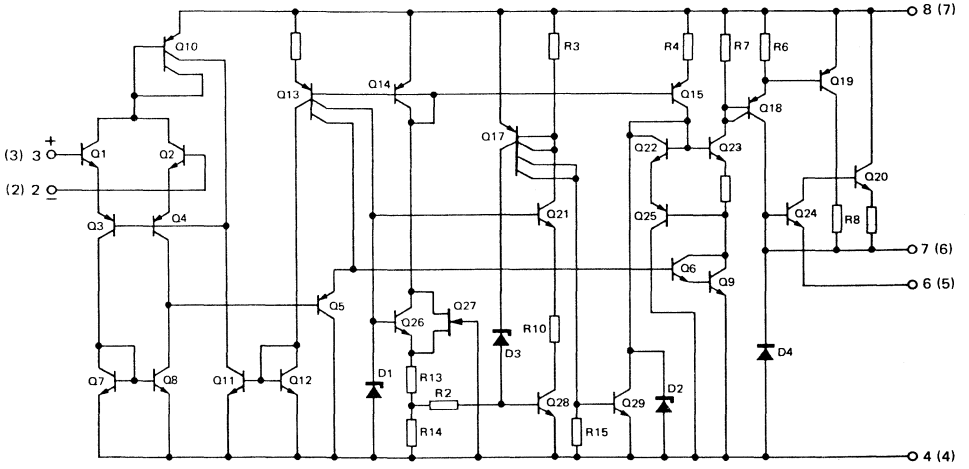 8 (7)
Q10
R3
R4
R7
R6
Q13
Q14
Q15
Q19
Q18
+
(3) 3
Q1
Q2
Q17
Q22
Q23
(2) 2
−
Q20
Q3
Q4
Q21
Q25
Q24
R8
7 (6)
Q6
Q9
6 (5)
Q5
Q26
Q27
R10
D3
D4
Q7
Q8
Q11
Q12
D1
R13
R2
Q28
Q29
D2
R14
R15
4 (4)